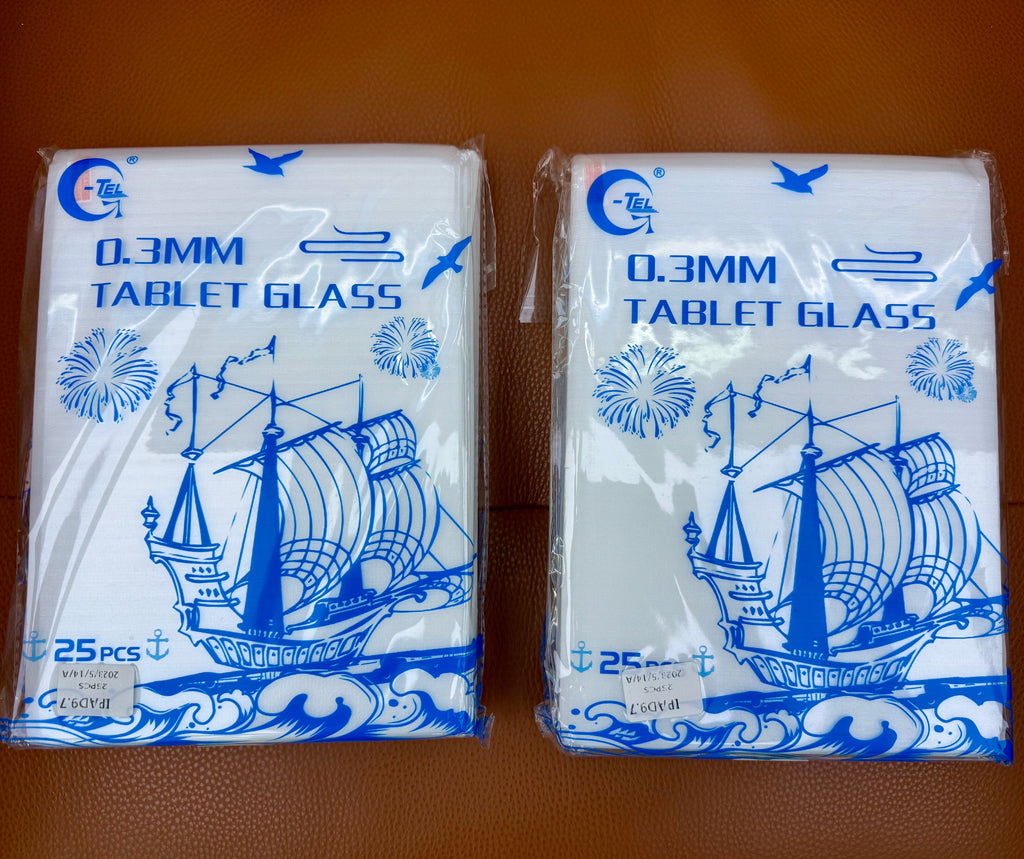 -TEL®
0.3MM
TABLET GLASS
25PCS
IPAD9.7
25PCS
2023/5/14/A
-TEL®
0.3MM
TABLET GLASS
25PCS
IPAD9.7
25PCS
2023/5/14/A